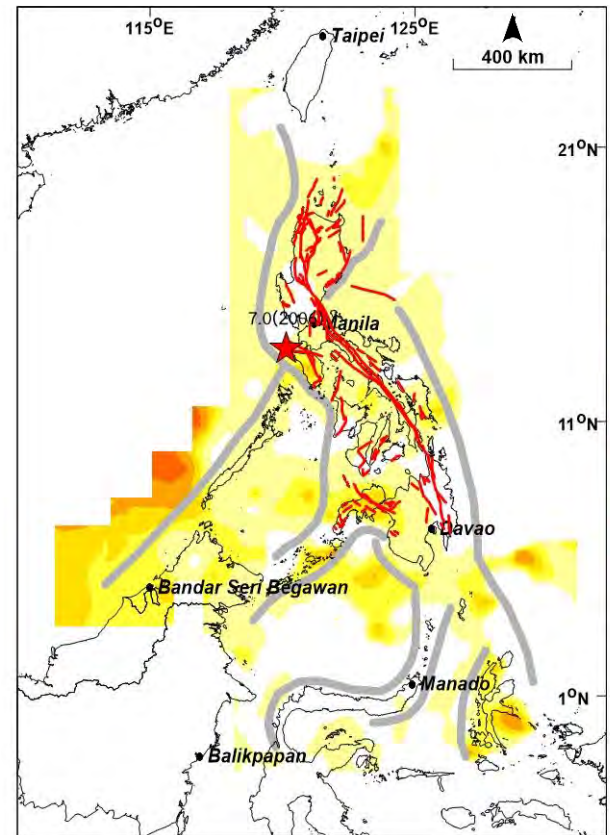 115°E
125°E
Taipei
400 km
21°N
7.0(2006)
Manila
11°N
Davao
Bandar Seri Begawan
Manado
1°N
Balikpapan